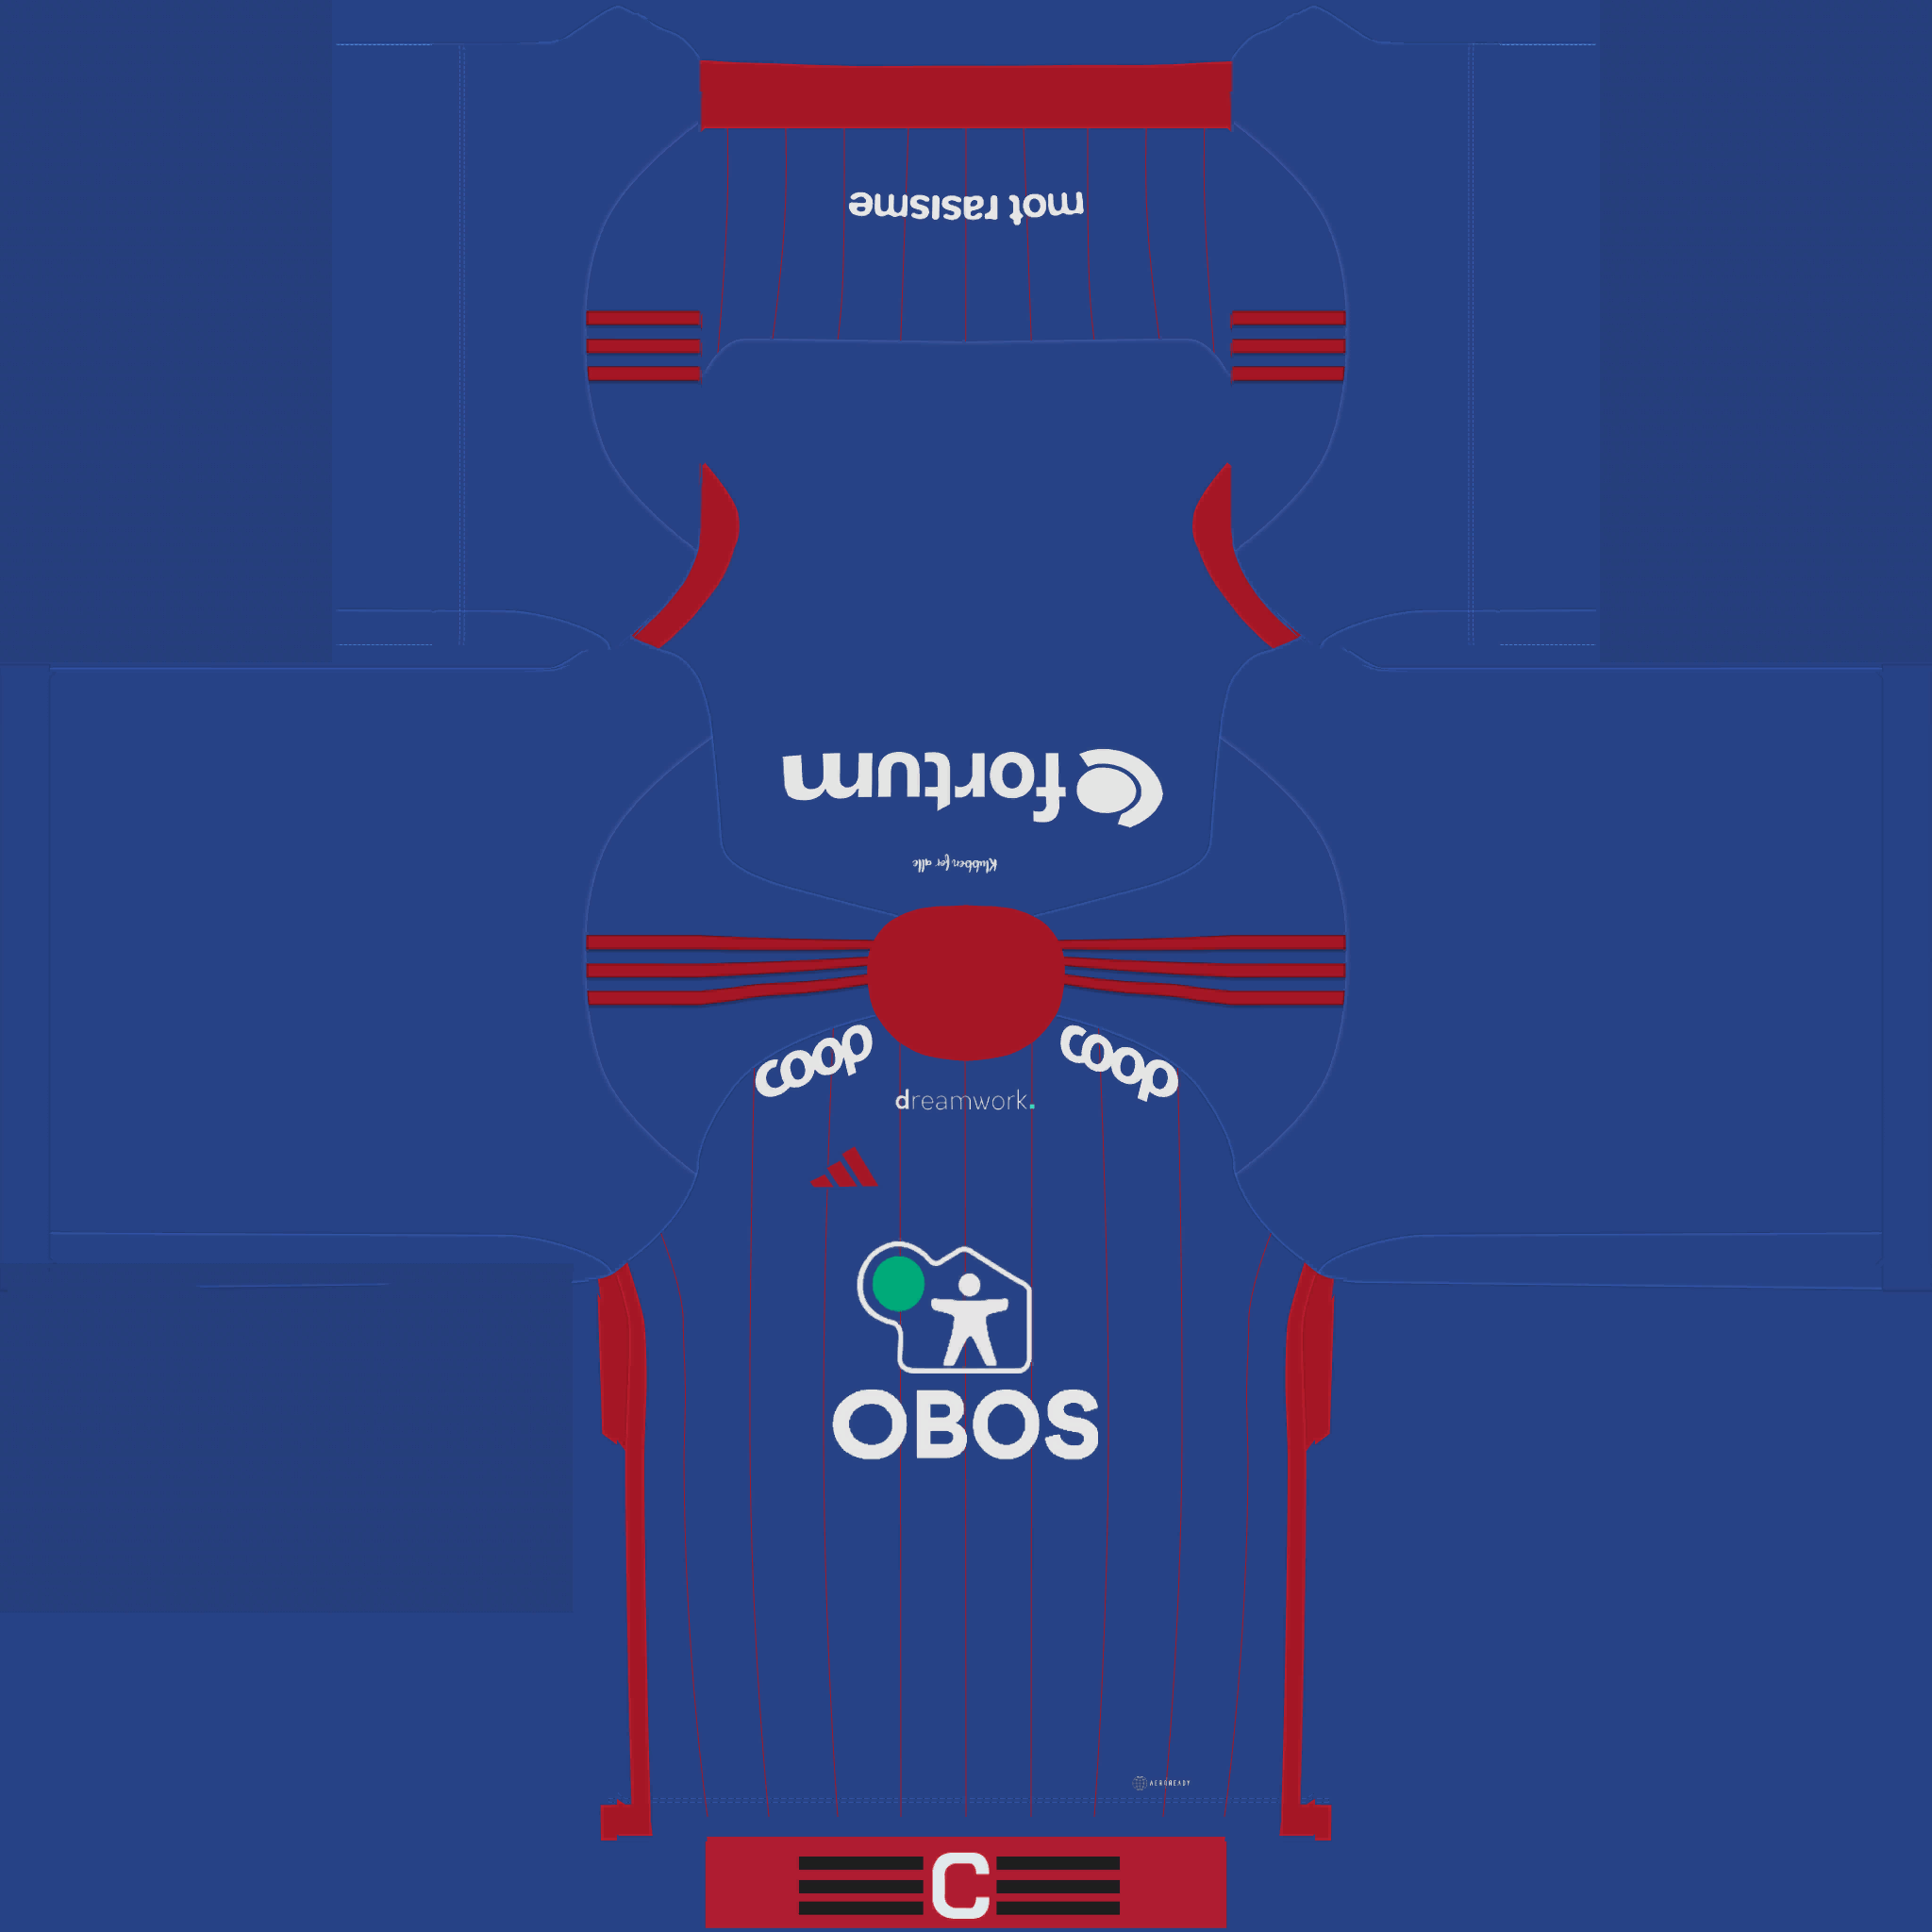 mot rasisme
fortum
Klubben for alle
coop
coop
dreamwork.
OBOS
AEROREADY
C